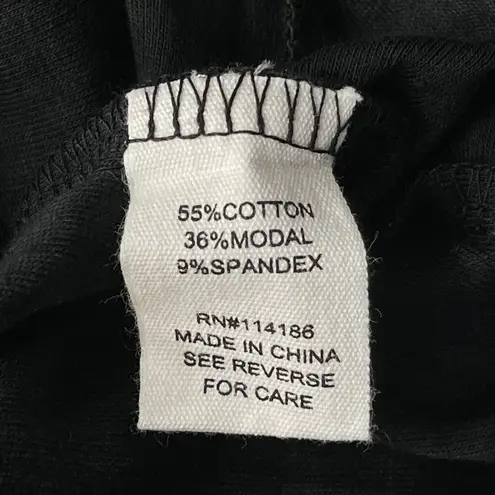 55%COTTON
36%MODAL
9%SPANDEX
RN#114186
MADE IN CHINA
SEE REVERSE
FOR CARE